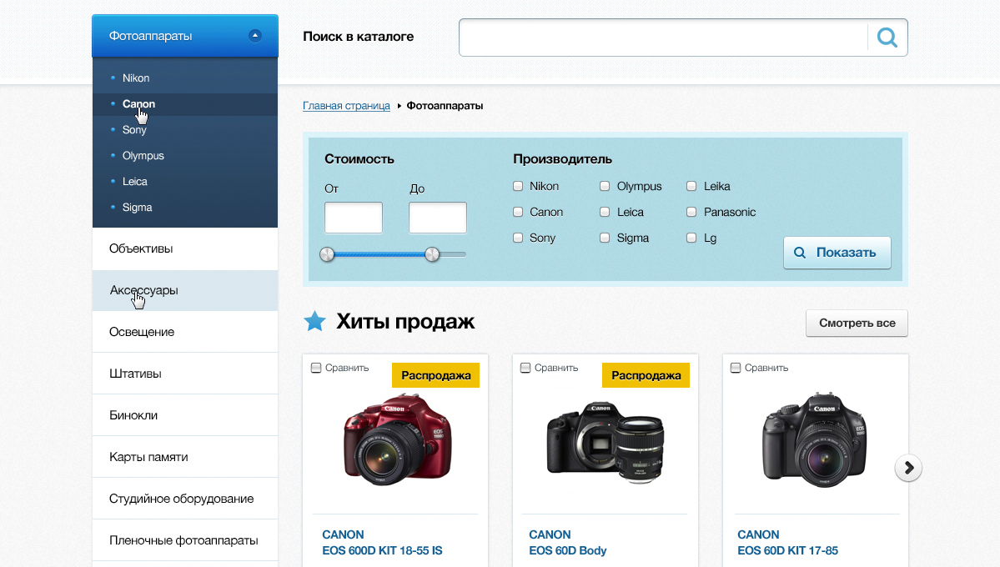 Фотоаппараты
Nikon
Canon
Sony
Olympus
Leica
Sigma
Объективы
Аксессуары
Освещение
Штативы
Бинокли
Карты памяти
Студийное оборудование
Пленочные фотоаппараты
Поиск в каталоге
Главная страница Фотоаппараты
Стоимость
От До
Производитель
Nikon Olympus Leika
Canon Leica Panasonic
Sony Sigma Lg
Показать
Хиты продаж
Смотреть все
Сравнить
Распродажа
Canon
EOS
CANON
EOS 600D KIT 18-55 IS
Сравнить
Распродажа
Canon
CANON
EOS 60D Body
Сравнить
Canon
EOS
CANON
EOS 60D KIT 17-85